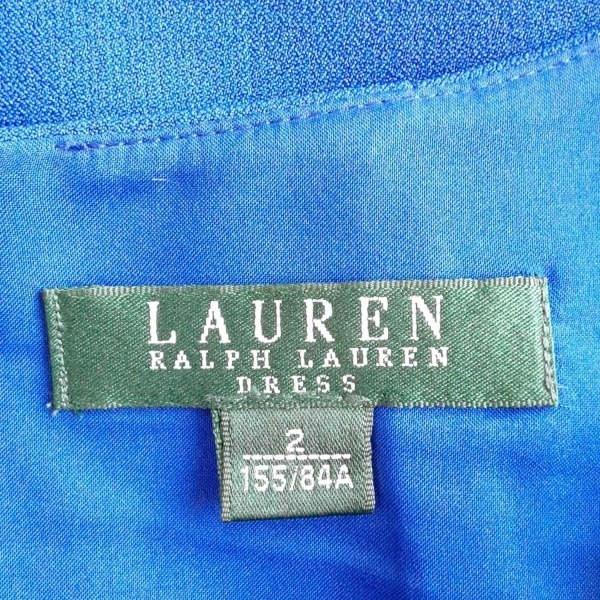 LAUREN
RALPH LAUREN
DRESS
2
155/84A